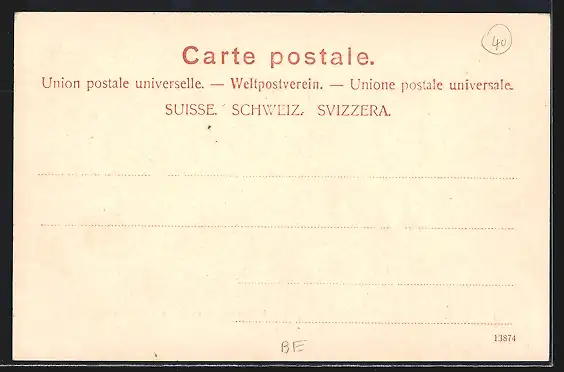 40
Carte postale.
Union postale universelle. — Weltpostverein. — Unione postale universale.
SUISSE. SCHWEIZ. SVIZZERA.
13874
BE